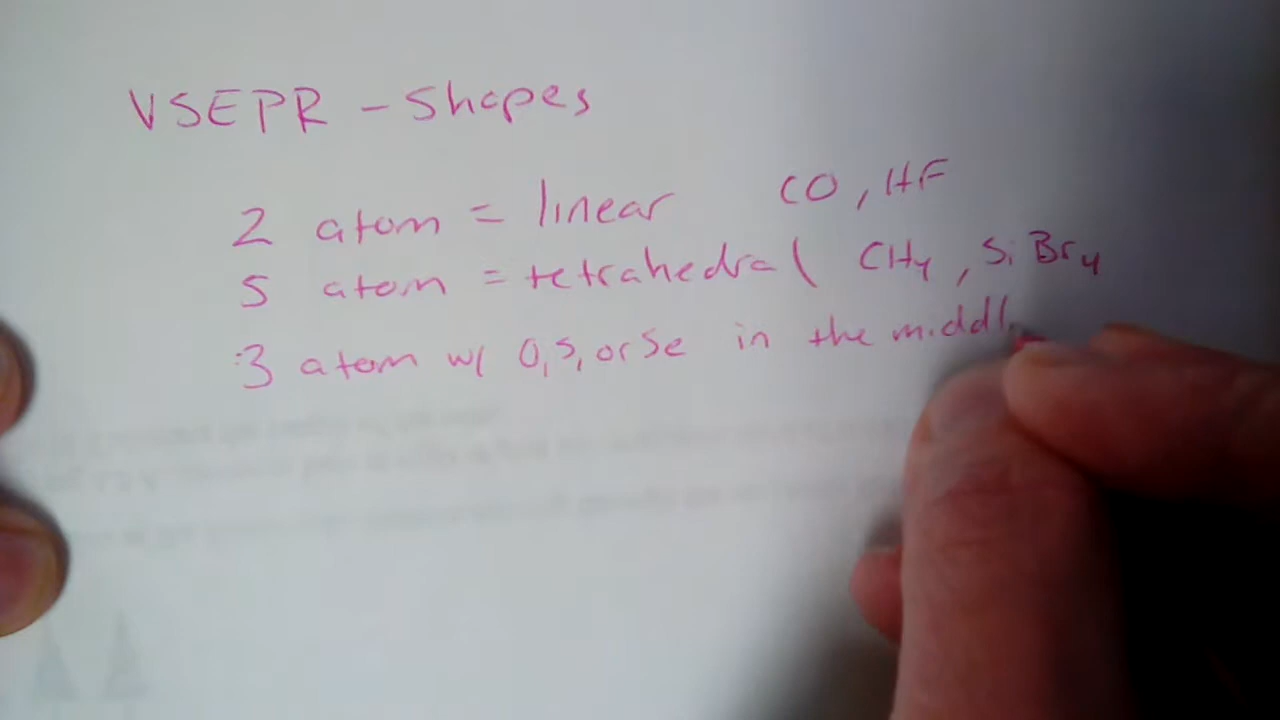 VSEPR - Shapes
2 atom = linear CO, HF
5 atom = tetrahedral CH4, SiBr4
3 atom w/ O, S, or Se in the middl